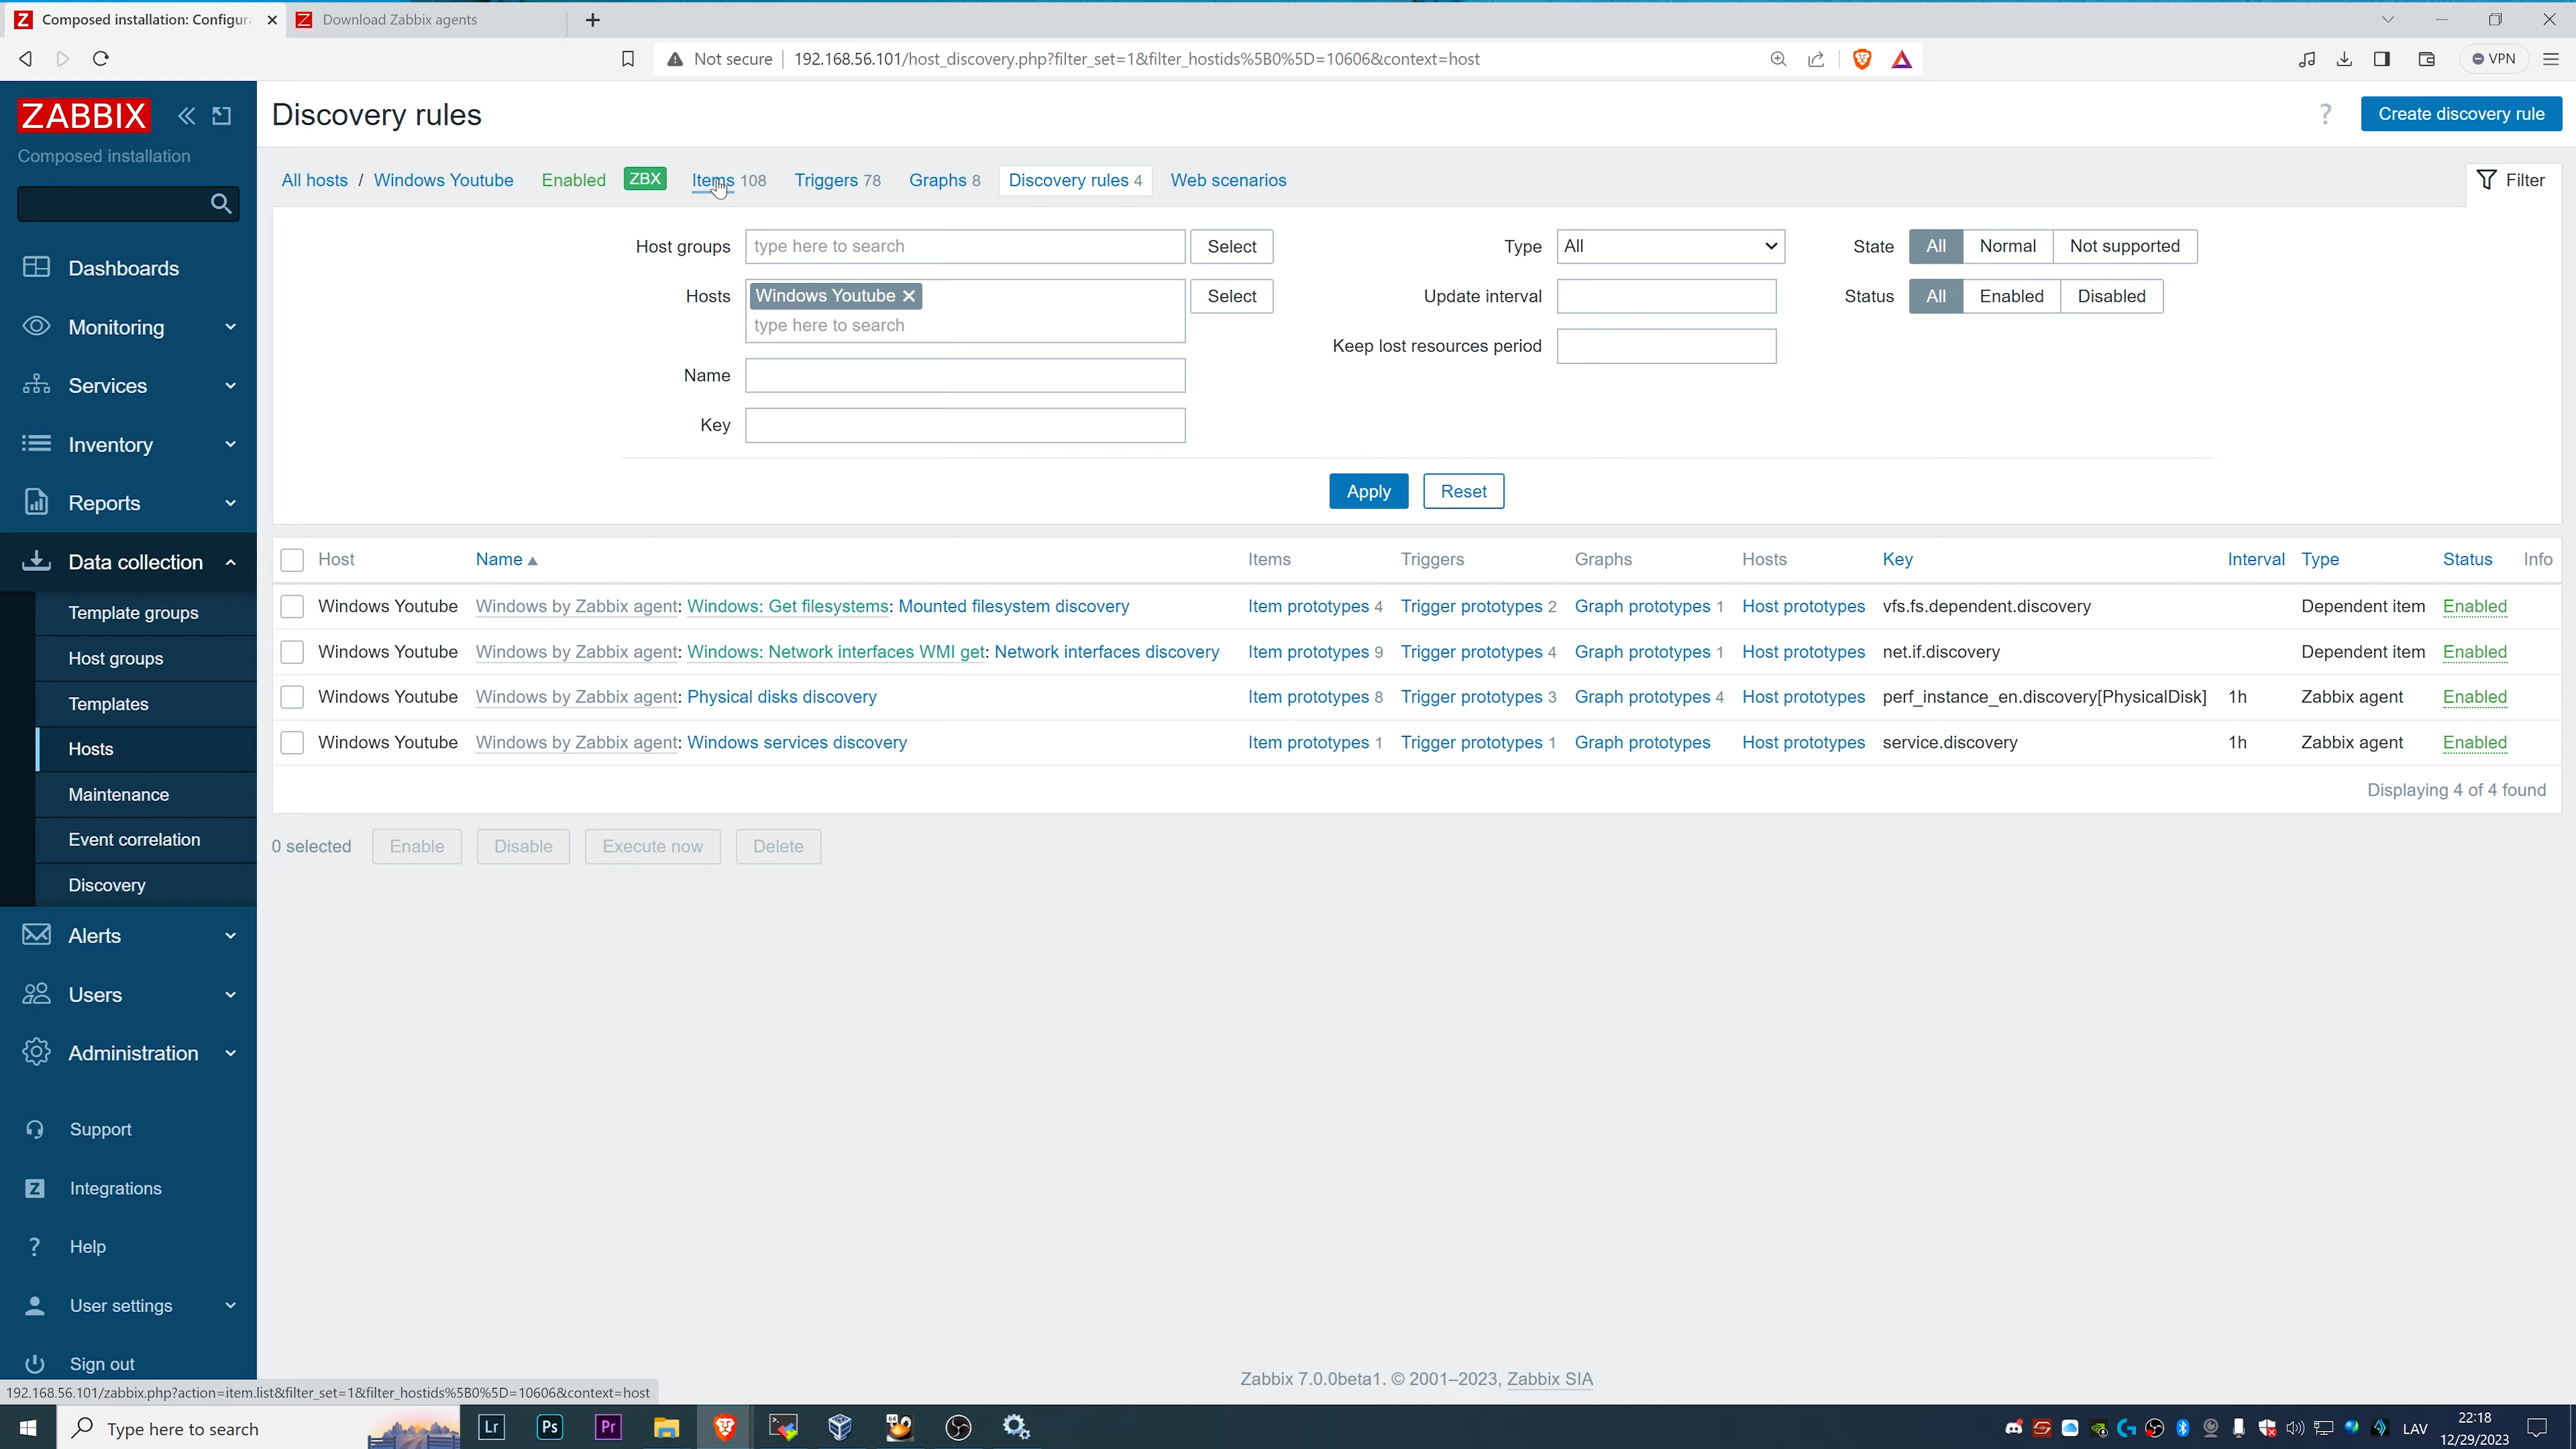 Composed installation: Configura
Download Zabbix agents
Not secure
192.168.56.101/host_discovery.php?filter_set=1&filter_hostids%5B0%5D=10606&context=host
VPN
ZABBIX
Composed installation
Dashboards
Monitoring
Services
Inventory
Reports
Data collection
Template groups
Host groups
Templates
Hosts
Maintenance
Event correlation
Discovery
Alerts
Users
Administration
Support
Integrations
Help
User settings
Sign out
Discovery rules
? Create discovery rule
All hosts / Windows Youtube Enabled ZBX Items 108 Triggers 78 Graphs 8 Discovery rules 4 Web scenarios Filter
Host groups type here to search Select Type All State All Normal Not supported
Hosts Windows Youtube Select Update interval Status All Enabled Disabled
type here to search
Keep lost resources period
Name
Key
Apply Reset
Host Name Items Triggers Graphs Hosts Key Interval Type Status Info
Windows Youtube Windows by Zabbix agent: Windows: Get filesystems: Mounted filesystem discovery Item prototypes 4 Trigger prototypes 2 Graph prototypes 1 Host prototypes vfs.fs.dependent.discovery Dependent item Enabled
Windows Youtube Windows by Zabbix agent: Windows: Network interfaces WMI get: Network interfaces discovery Item prototypes 9 Trigger prototypes 4 Graph prototypes 1 Host prototypes net.if.discovery Dependent item Enabled
Windows Youtube Windows by Zabbix agent: Physical disks discovery Item prototypes 8 Trigger prototypes 3 Graph prototypes 4 Host prototypes perf_instance_en.discovery[PhysicalDisk] 1h Zabbix agent Enabled
Windows Youtube Windows by Zabbix agent: Windows services discovery Item prototypes 1 Trigger prototypes 1 Graph prototypes Host prototypes service.discovery 1h Zabbix agent Enabled
Displaying 4 of 4 found
0 selected Enable Disable Execute now Delete
Zabbix 7.0.0beta1. © 2001–2023, Zabbix SIA
192.168.56.101/zabbix.php?action=item.list&filter_set=1&filter_hostids%5B0%5D=10606&context=host
Type here to search
Lr Ps Pr
LAV
22:18
12/29/2023